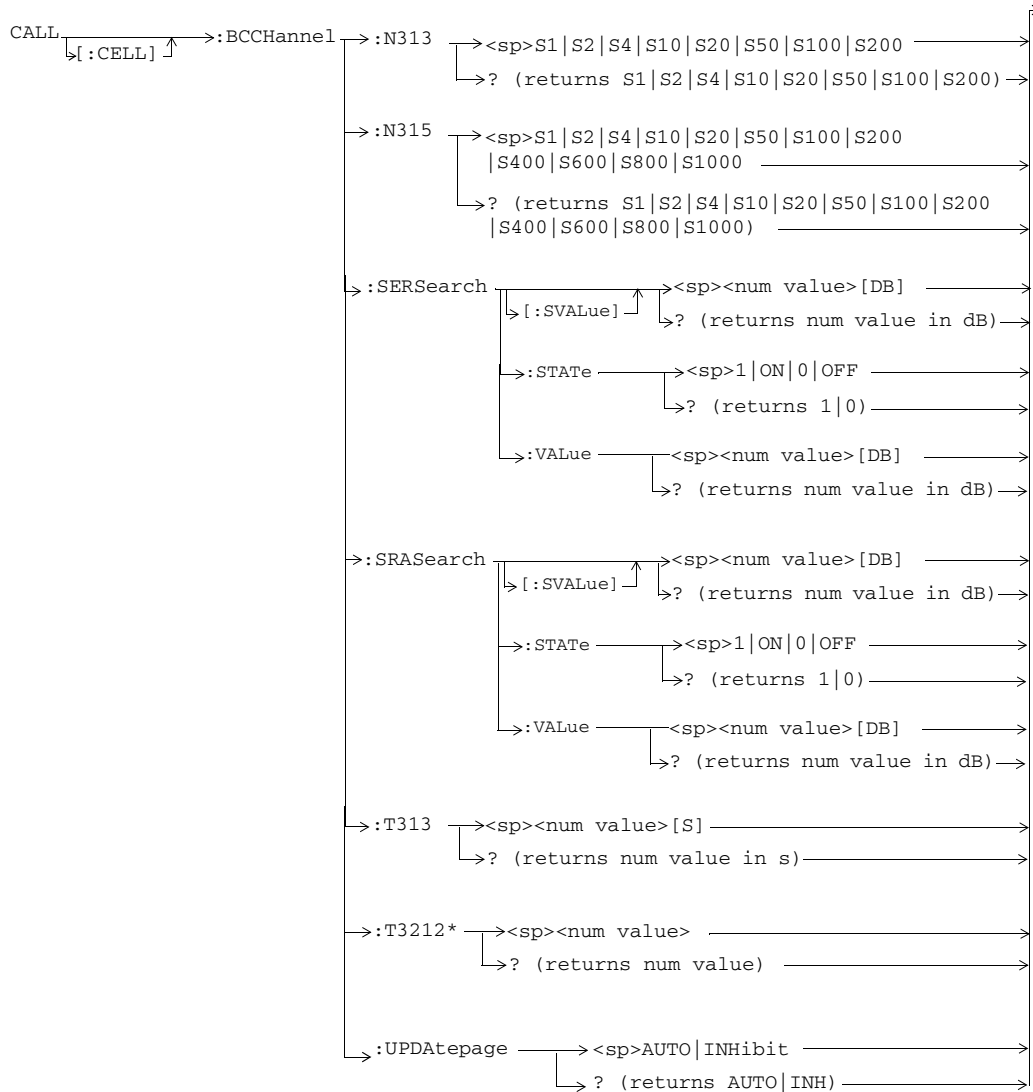 CALL
[:CELL]
:BCCHannel
:N313
<sp>S1|S2|S4|S10|S20|S50|S100|S200
? (returns S1|S2|S4|S10|S20|S50|S100|S200)
:N315
<sp>S1|S2|S4|S10|S20|S50|S100|S200
|S400|S600|S800|S1000
? (returns S1|S2|S4|S10|S20|S50|S100|S200
|S400|S600|S800|S1000)
:SERSearch
[:SVALue]
<sp><num value>[DB]
? (returns num value in dB)
:STATe
<sp>1|ON|0|OFF
? (returns 1|0)
:VALue
<sp><num value>[DB]
? (returns num value in dB)
:SRASearch
[:SVALue]
<sp><num value>[DB]
? (returns num value in dB)
:STATe
<sp>1|ON|0|OFF
? (returns 1|0)
:VALue
<sp><num value>[DB]
? (returns num value in dB)
:T313
<sp><num value>[S]
? (returns num value in s)
:T3212*
<sp><num value>
? (returns num value)
:UPDAtepage
<sp>AUTO|INHibit
? (returns AUTO|INH)